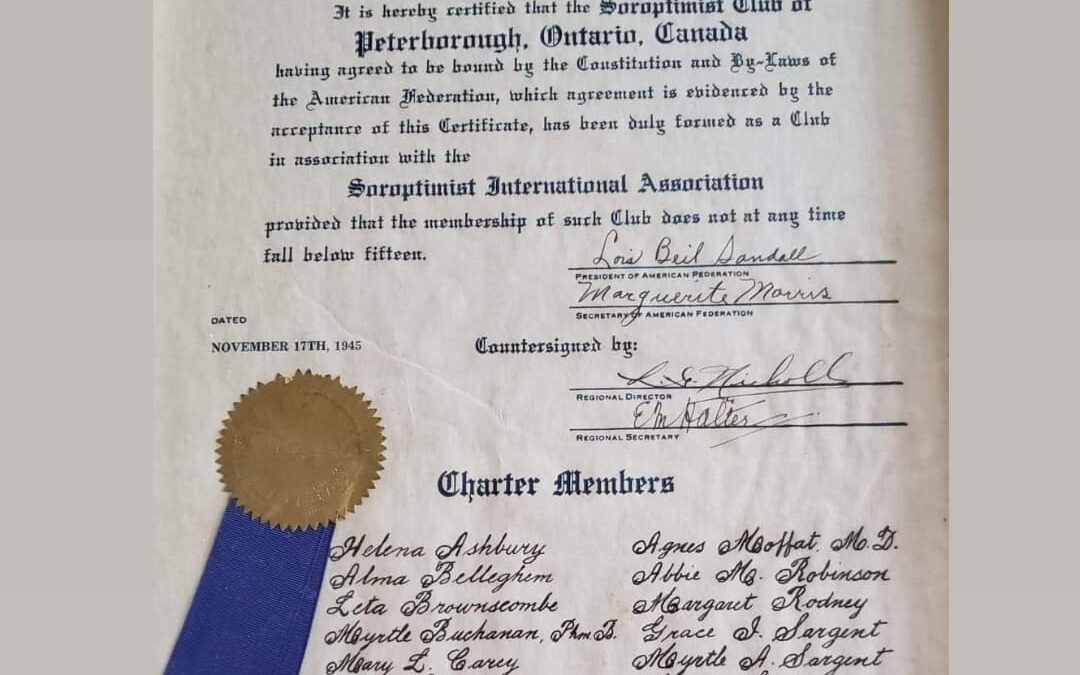 It is hereby certified that the Soroptimist Club of
Peterborough, Ontario, Canada
having agreed to be bound by the Constitution and By-Laws of
the American Federation, which agreement is evidenced by the
acceptance of this Certificate, has been duly formed as a Club
in association with the
Soroptimist International Association
provided that the membership of such Club does not at any time
fall below fifteen.
Lois Beil Sandall
PRESIDENT OF AMERICAN FEDERATION
Marguerite Morris
SECRETARY OF AMERICAN FEDERATION
DATED
NOVEMBER 17TH, 1945
Countersigned by:
L. G. Nicholl
REGIONAL DIRECTOR
EM Halter
REGIONAL SECRETARY
Charter Members
Helena Ashbury
Alma Belleghem
Leta Brownscombe
Myrtle Buchanan, Phm. B.
Mary L. Carey
Agnes Moffat, M. D.
Abbie M. Robinson
Margaret Rodney
Grace I. Sargent
Myrtle A. Sargent